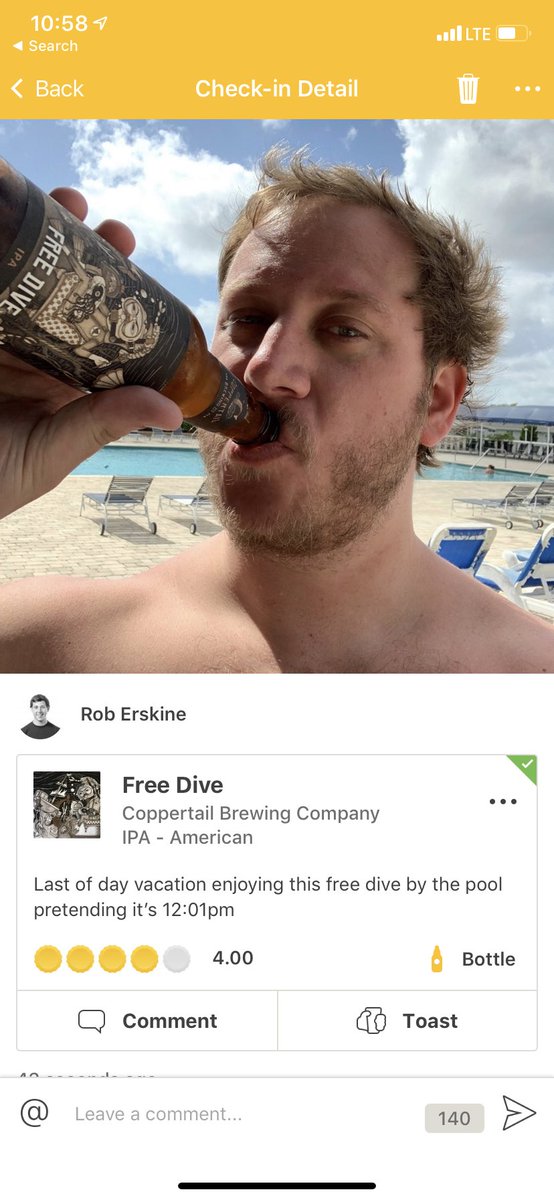 10:58
LTE
Search
Back
Check-in Detail
FREE DIVE
IPA
Rob Erskine
Free Dive
Coppertail Brewing Company
IPA - American
Last of day vacation enjoying this free dive by the pool
pretending it's 12:01pm
4.00
Bottle
Comment
Toast
@
Leave a comment...
140